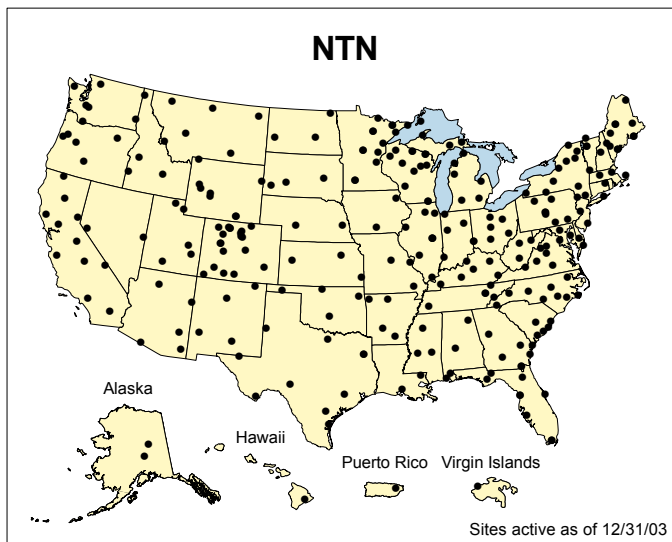 NTN
Alaska
Hawaii
Puerto Rico
Virgin Islands
Sites active as of 12/31/03